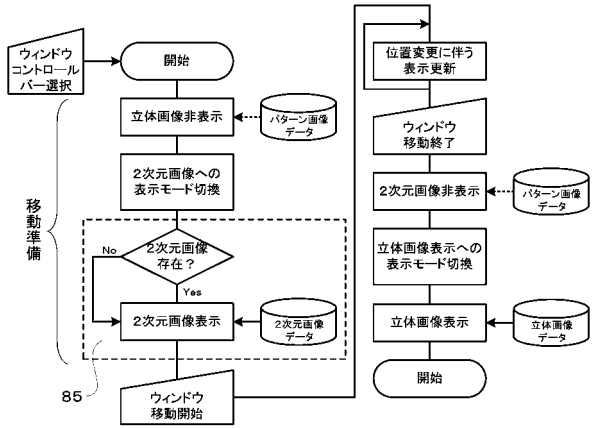 ウィンドウ
コントロール
バー選択
開始
立体画像非表示
パターン画像
データ
2次元画像への
表示モード切換
2次元画像
存在？
No
Yes
2次元画像表示
2次元画像
データ
移動準備
85
ウィンドウ
移動開始
位置変更に伴う
表示更新
ウィンドウ
移動終了
2次元画像非表示
パターン画像
データ
立体画像表示への
表示モード切換
立体画像表示
立体画像
データ
開始